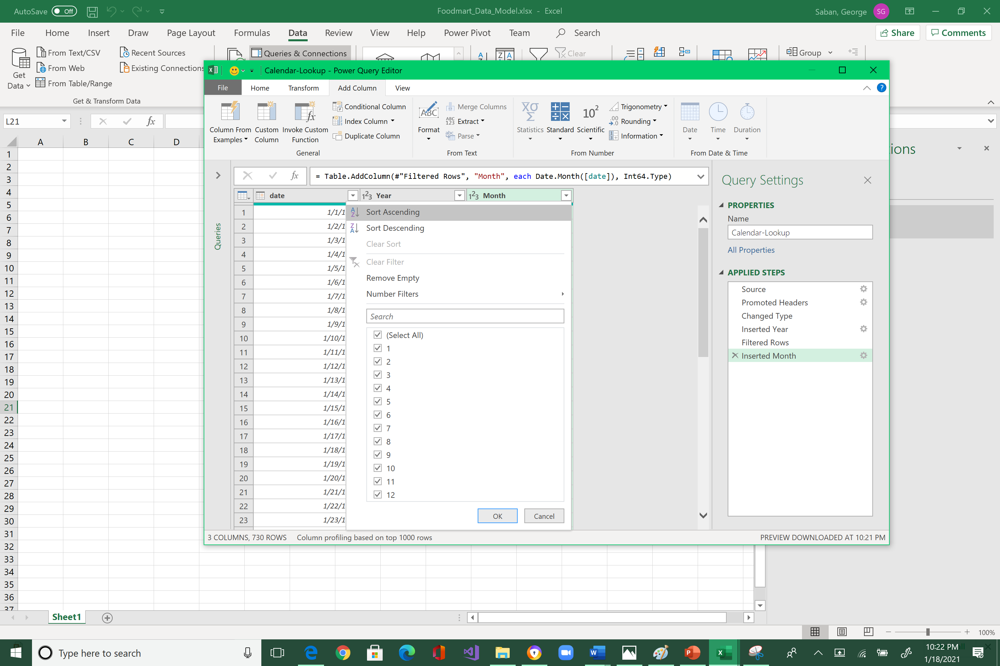 AutoSave Off
Foodmart_Data_Model.xlsx - Excel
Saban, George SG
File Home Insert Draw Page Layout Formulas Data Review View Help Power Pivot Team Search Share Comments
Get Data
From Text/CSV
From Web
From Table/Range
Recent Sources
Existing Connections
Get & Transform Data
Queries & Connections
Clear
Group
L21
fx
A B C D
1
2
3
4
5
6
7
8
9
10
11
12
13
14
15
16
17
18
19
20
21
22
23
24
25
26
27
28
29
30
31
32
33
34
35
36
37
Calendar-Lookup - Power Query Editor
File Home Transform Add Column View
Column From Examples
Custom Column
Invoke Custom Function
Conditional Column
Index Column
Duplicate Column
General
Format
Merge Columns
Extract
Parse
From Text
Statistics
Standard
Scientific
Trigonometry
Rounding
Information
From Number
Date
Time
Duration
From Date & Time
Queries
fx
= Table.AddColumn(#"Filtered Rows", "Month", each Date.Month([date]), Int64.Type)
date 123 Year 123 Month
1 1/1/1
2 1/2/1
3 1/3/1
4 1/4/1
5 1/5/1
6 1/6/1
7 1/7/1
8 1/8/1
9 1/9/1
10 1/10/1
11 1/11/1
12 1/12/1
13 1/13/1
14 1/14/1
15 1/15/1
16 1/16/1
17 1/17/1
18 1/18/1
19 1/19/1
20 1/20/1
21 1/21/1
22 1/22/1
23 1/23/1
Sort Ascending
Sort Descending
Clear Sort
Clear Filter
Remove Empty
Number Filters
Search
(Select All)
1
2
3
4
5
6
7
8
9
10
11
12
OK Cancel
Query Settings
PROPERTIES
Name
Calendar-Lookup
All Properties
APPLIED STEPS
Source
Promoted Headers
Changed Type
Inserted Year
Filtered Rows
Inserted Month
3 COLUMNS, 730 ROWS Column profiling based on top 1000 rows
PREVIEW DOWNLOADED AT 10:21 PM
ions
Sheet1
100%
Type here to search
10:22 PM
1/18/2021